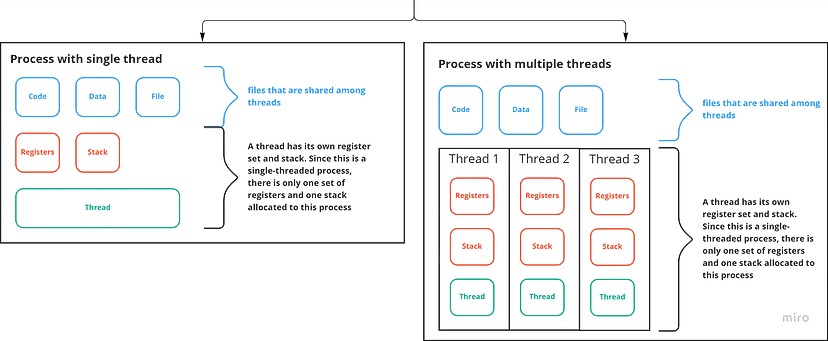 Process with single thread
Code
Data
File
files that are shared among
threads
Registers
Stack
A thread has its own register
set and stack. Since this is a
single-threaded process,
there is only one set of
registers and one stack
allocated to this process
Thread
Process with multiple threads
Code
Data
File
files that are shared among
threads
Thread 1
Thread 2
Thread 3
Registers
Registers
Registers
Stack
Stack
Stack
Thread
Thread
Thread
A thread has its own
register set and stack.
Since this is a single-
threaded process, there is
only one set of registers
and one stack allocated to
this process
miro